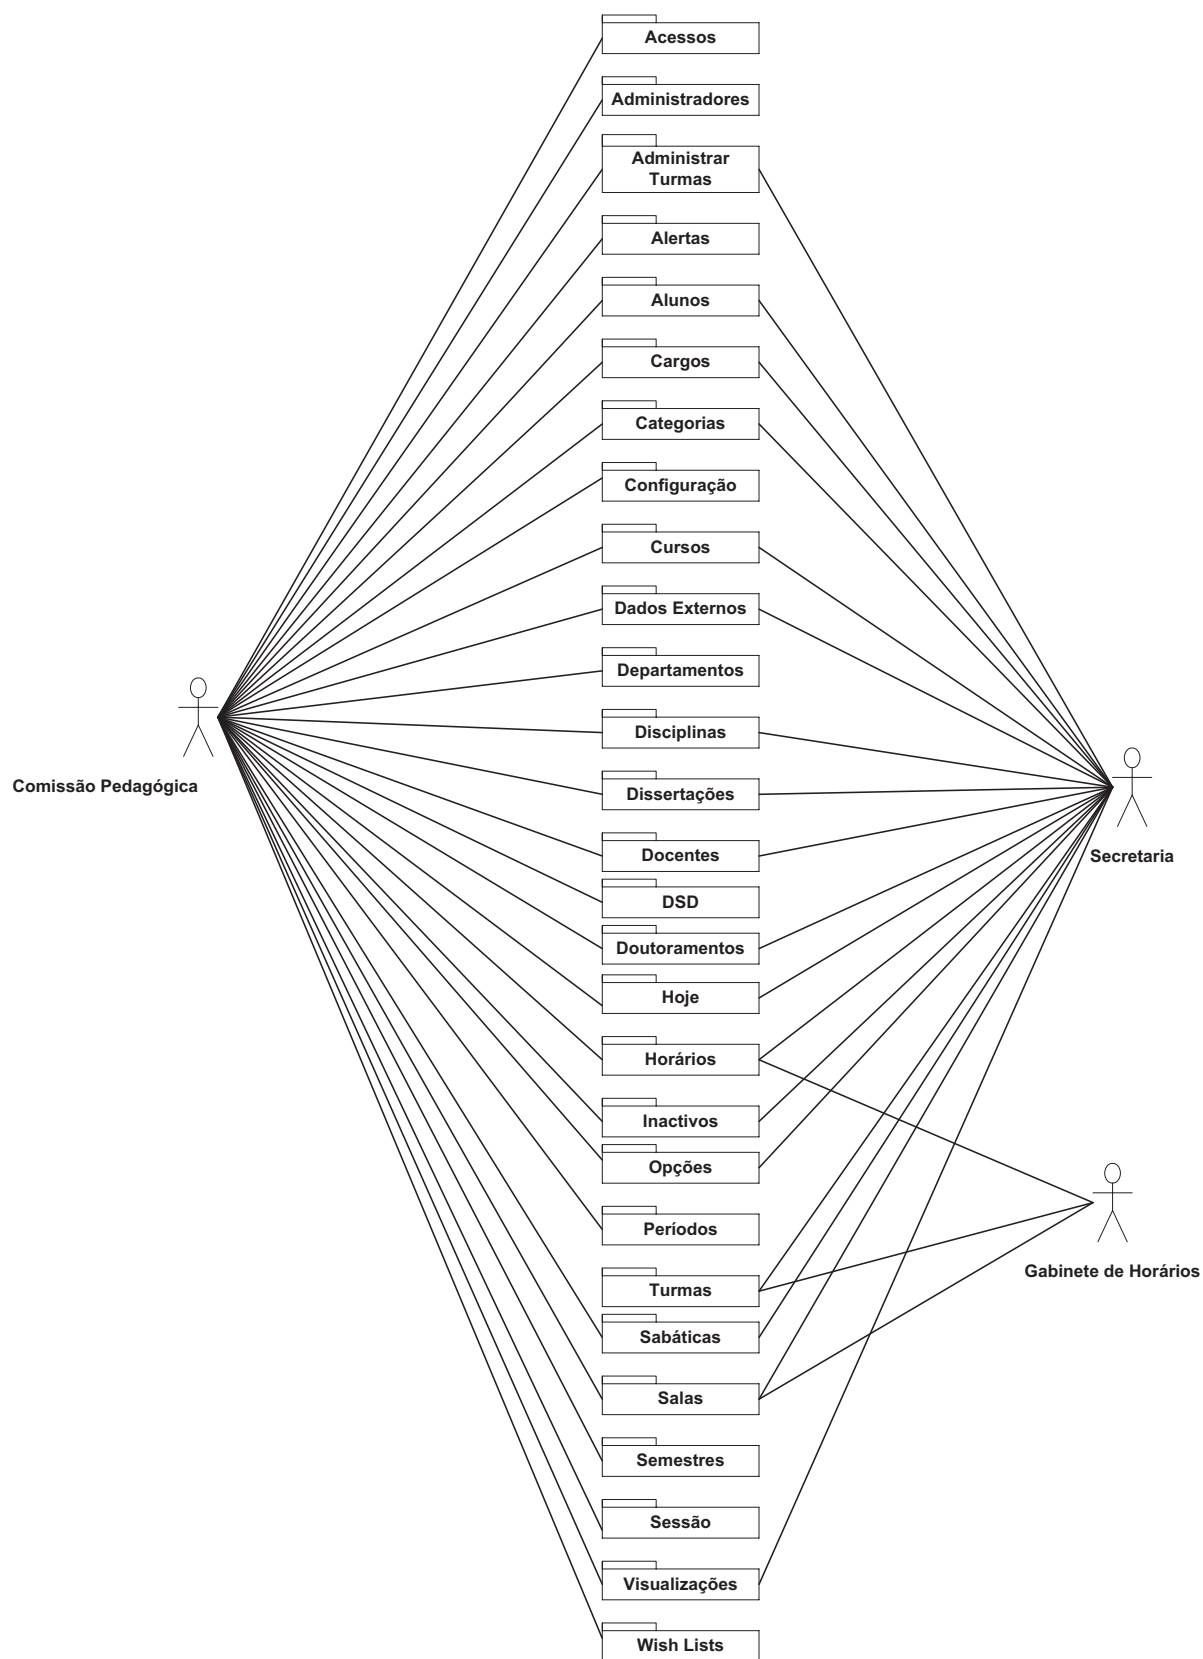 Acessos
Administradores
Administrar
Turmas
Alertas
Alunos
Cargos
Categorias
Configuração
Cursos
Dados Externos
Departamentos
Disciplinas
Comissão Pedagógica
Dissertações
Docentes
Secretaria
DSD
Doutoramentos
Hoje
Horários
Inactivos
Opções
Períodos
Gabinete de Horários
Turmas
Sabáticas
Salas
Semestres
Sessão
Visualizações
Wish Lists